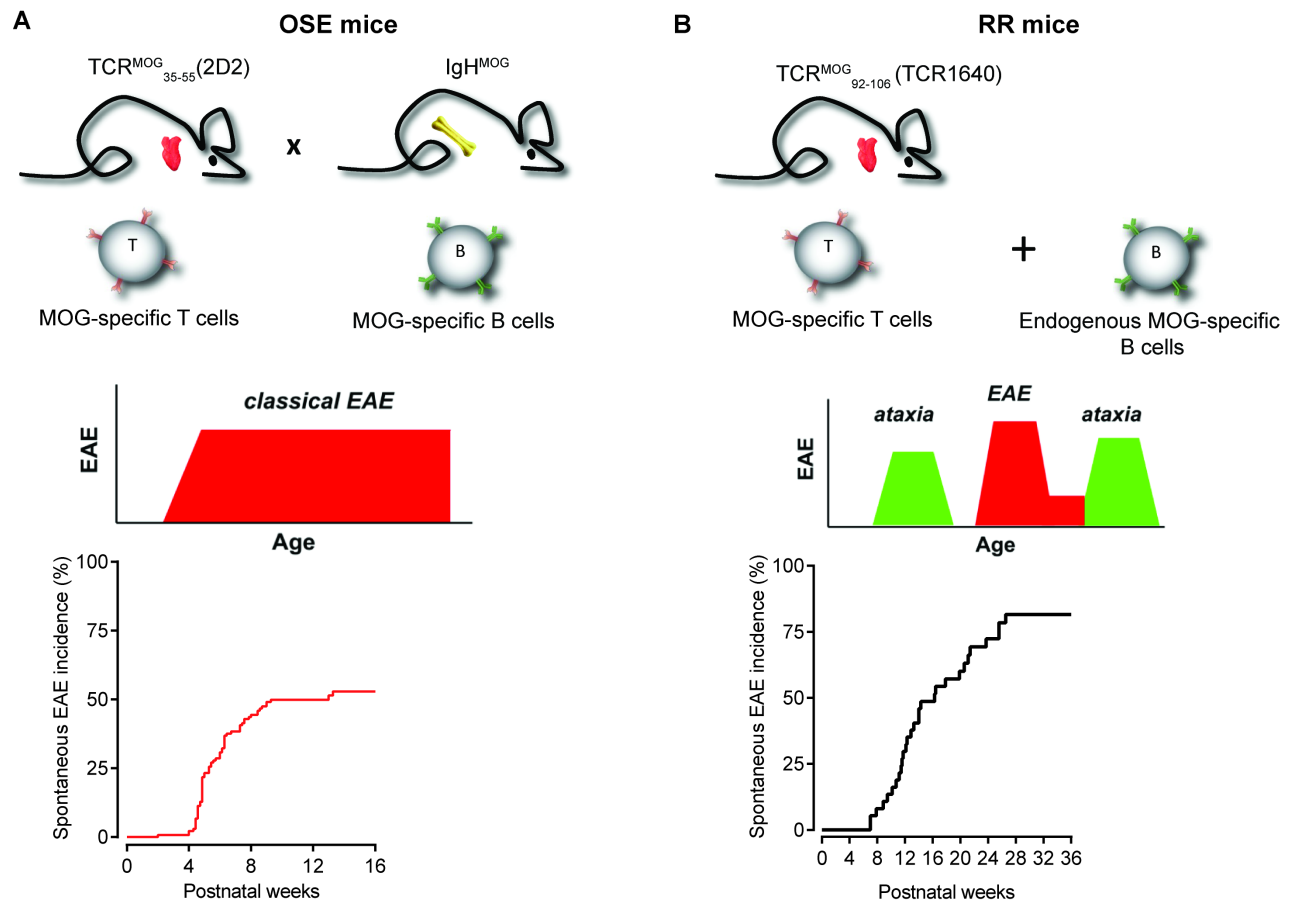 A
OSE mice
TCRMOG35-55(2D2)
IgHMOG
x
T
B
MOG-specific T cells
MOG-specific B cells
classical EAE
EAE
Age
Spontaneous EAE incidence (%)
100
75
50
25
0
0 4 8 12 16
Postnatal weeks
B
RR mice
TCRMOG92-106 (TCR1640)
T
+
B
MOG-specific T cells
Endogenous MOG-specific
B cells
ataxia
EAE
ataxia
EAE
Age
Spontaneous EAE incidence (%)
100
75
50
25
0
0 4 8 12 16 20 24 28 32 36
Postnatal weeks